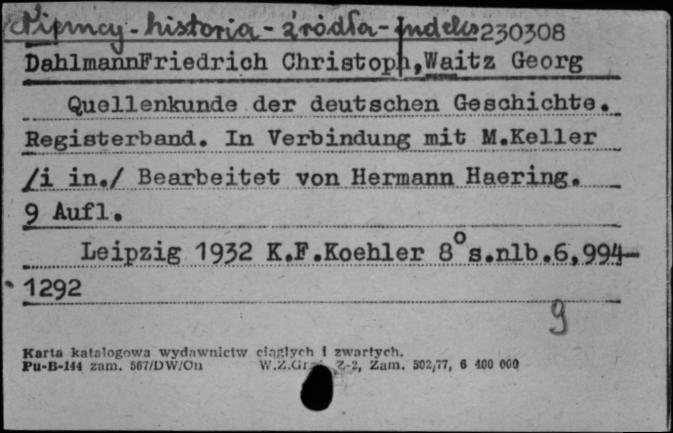 Niemcy - historia - źródła - indeks 230308
DahlmannFriedrich Christoph,Waitz Georg
Quellenkunde der deutschen Geschichte.
Registerband. In Verbindung mit M.Keller
/i in./ Bearbeitet von Hermann Haering.
9 Aufl.
Leipzig 1932 K.F.Koehler 8° s.nlb.6,994-
1292
9
Karta katalogowa wydawnictw ciągłych i zwartych.
Pu-B-144 zam. 567/DW/On W.Z.Gr Z-2, Zam. 502/77, 6 400 000